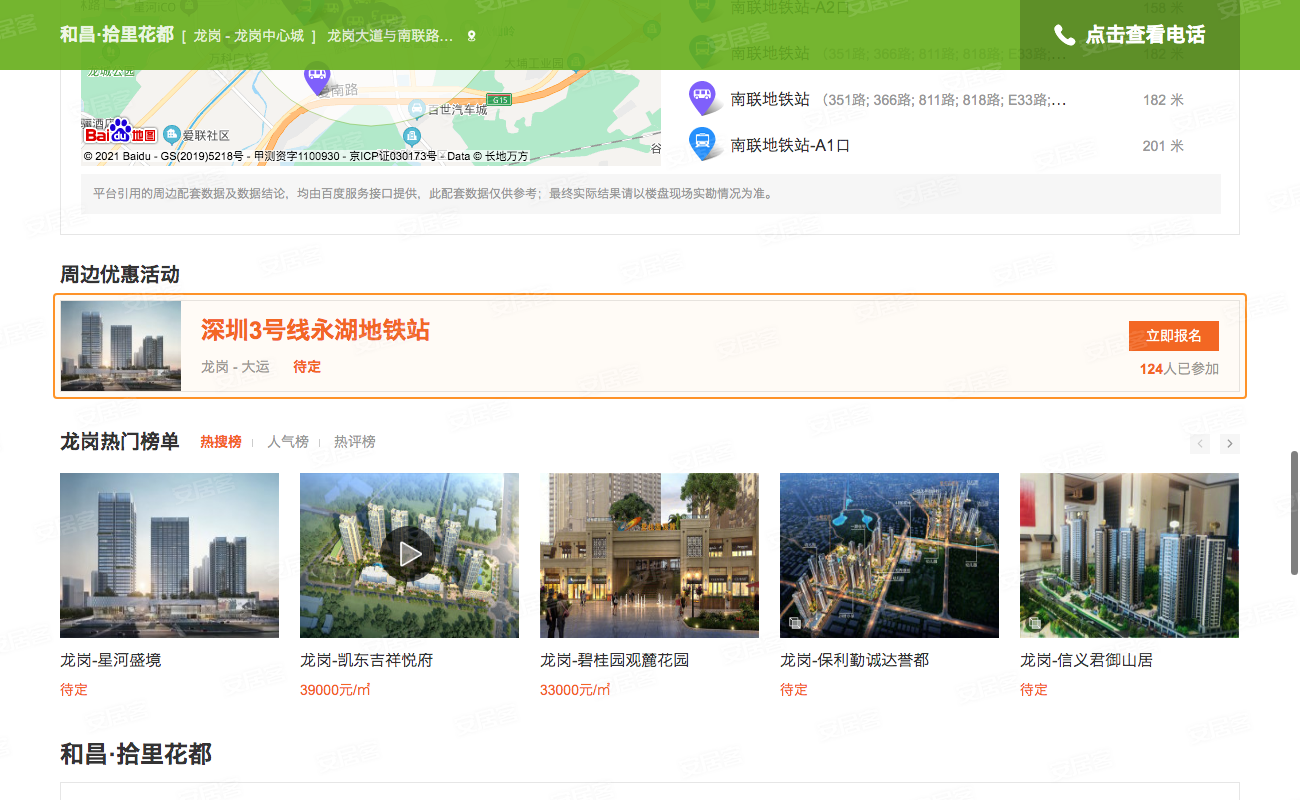 和昌·拾里花都 [ 龙岗 - 龙岗中心城 ] 龙岗大道与南联路...
点击查看电话
南联地铁站-A2口
158 米
南联地铁站 （351路; 366路; 811路; 818路; E33路;...
182 米
南联地铁站 （351路; 366路; 811路; 818路; E33路;...
182 米
南联地铁站-A1口
201 米
龙城公园
大埔工业园
爱南路
G15
百世汽车城
骊酒店
Bai du 地图
爱联社区
谷
© 2021 Baidu - GS(2019)5218号 - 甲测资字1100930 - 京ICP证030173号 - Data © 长地万方
平台引用的周边配套数据及数据结论，均由百度服务接口提供，此配套数据仅供参考；最终实际结果请以楼盘现场实勘情况为准。
周边优惠活动
深圳3号线永湖地铁站
龙岗 - 大运 待定
立即报名
124人已参加
龙岗热门榜单 热搜榜 人气榜 热评榜
龙岗-星河盛境
待定
龙岗-凯东吉祥悦府
39000元/㎡
龙岗-碧桂园观麓花园
33000元/㎡
龙岗-保利勤诚达誉都
待定
龙岗-信义君御山居
待定
和昌·拾里花都
安居客